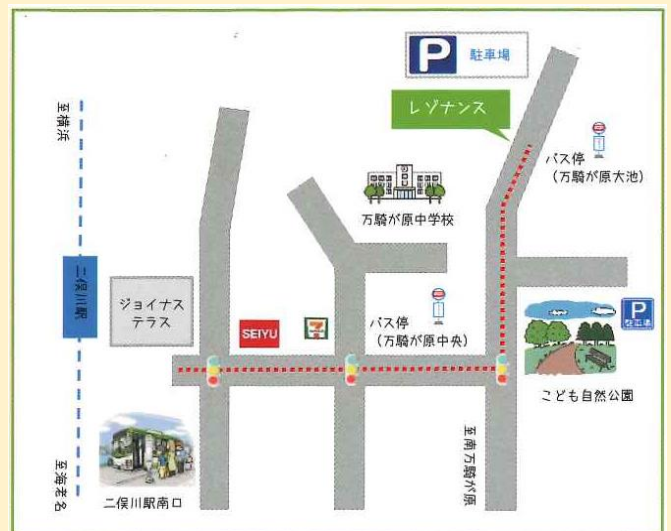 P 駐車場
レゾナンス
至横浜
バス停
（万騎が原大池）
万騎が原中学校
二俣川駅
ジョイナス
テラス
SEIYU
7
バス停
（万騎が原中央）
P
駐車場
こども自然公園
至海老名
二俣川駅南口
至南万騎が原